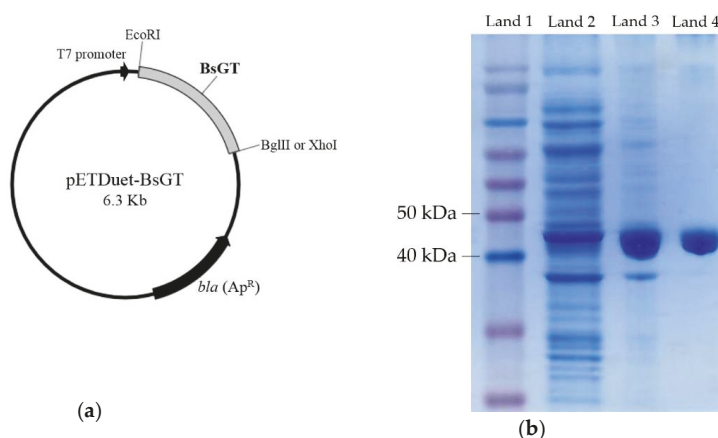 EcoRI
T7 promoter
BsGT
BglII or XhoI
pETDuet-BsGT
6.3 Kb
bla (Apᴿ)
(a)
Land 1 Land 2 Land 3 Land 4
50 kDa
40 kDa
(b)